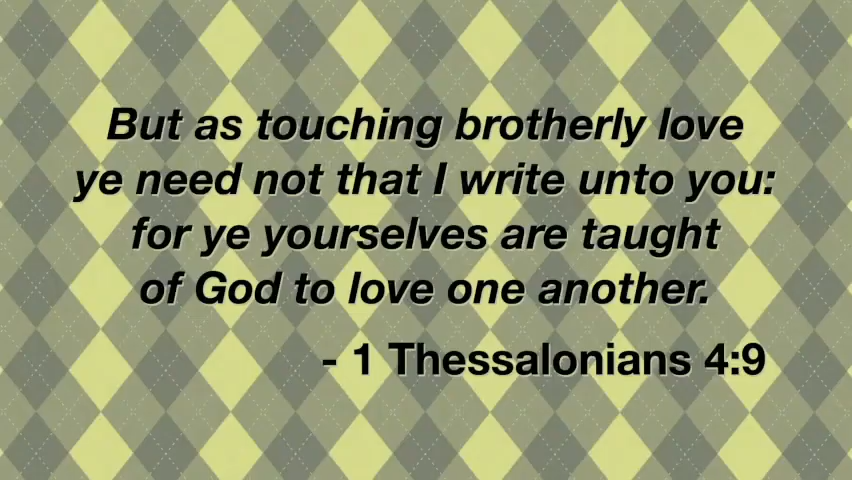 But as touching brotherly love
ye need not that I write unto you:
for ye yourselves are taught
of God to love one another.
- 1 Thessalonians 4:9